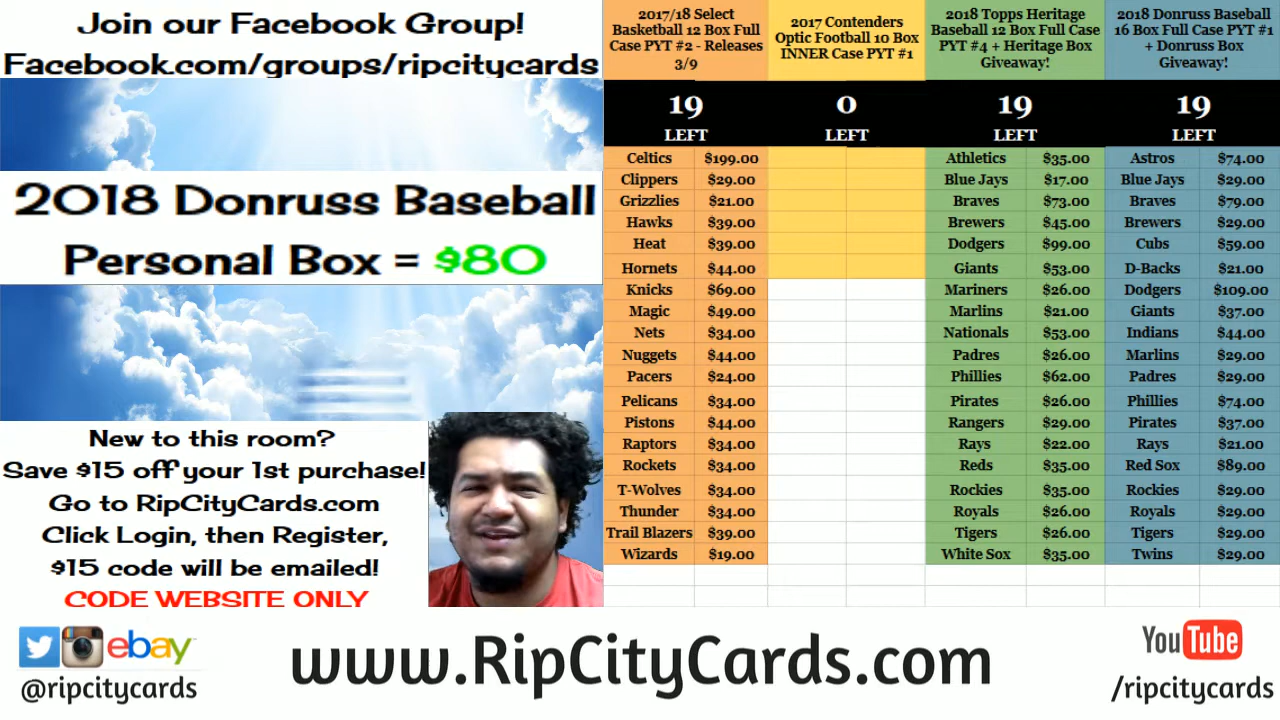 Join our Facebook Group!
Facebook.com/groups/ripcitycards
2018 Donruss Baseball
Personal Box = $80
New to this room?
Save $15 off your 1st purchase!
Go to RipCityCards.com
Click Login, then Register,
$15 code will be emailed!
CODE WEBSITE ONLY
2017/18 Select
Basketball 12 Box Full
Case PYT #2 - Releases
3/9
19
LEFT
Celtics $199.00
Clippers $29.00
Grizzlies $21.00
Hawks $39.00
Heat $39.00
Hornets $44.00
Knicks $69.00
Magic $49.00
Nets $34.00
Nuggets $44.00
Pacers $24.00
Pelicans $34.00
Pistons $44.00
Raptors $34.00
Rockets $34.00
T-Wolves $34.00
Thunder $34.00
Trail Blazers $39.00
Wizards $19.00
2017 Contenders
Optic Football 10 Box
INNER Case PYT #1
0
LEFT
2018 Topps Heritage
Baseball 12 Box Full Case
PYT #4 + Heritage Box
Giveaway!
19
LEFT
Athletics $35.00
Blue Jays $17.00
Braves $73.00
Brewers $45.00
Dodgers $99.00
Giants $53.00
Mariners $26.00
Marlins $21.00
Nationals $53.00
Padres $26.00
Phillies $62.00
Pirates $26.00
Rangers $29.00
Rays $22.00
Reds $35.00
Rockies $35.00
Royals $26.00
Tigers $26.00
White Sox $35.00
2018 Donruss Baseball
16 Box Full Case PYT #1
+ Donruss Box
Giveaway!
19
LEFT
Astros $74.00
Blue Jays $29.00
Braves $79.00
Brewers $29.00
Cubs $59.00
D-Backs $21.00
Dodgers $109.00
Giants $37.00
Indians $44.00
Marlins $29.00
Padres $29.00
Phillies $74.00
Pirates $37.00
Rays $21.00
Red Sox $89.00
Rockies $29.00
Royals $29.00
Tigers $29.00
Twins $29.00
ebay
@ripcitycards
www.RipCityCards.com
YouTube
/ripcitycards